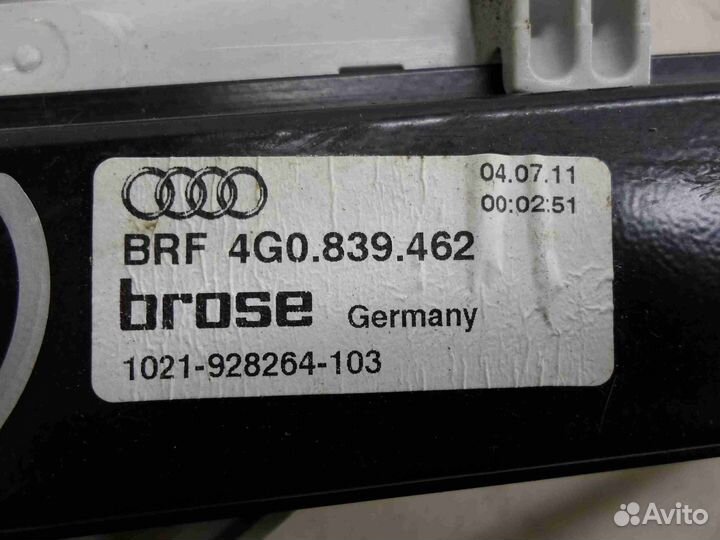 04.07.11
00:02:51
BRF 4G0.839.462
brose Germany
1021-928264-103
Avito